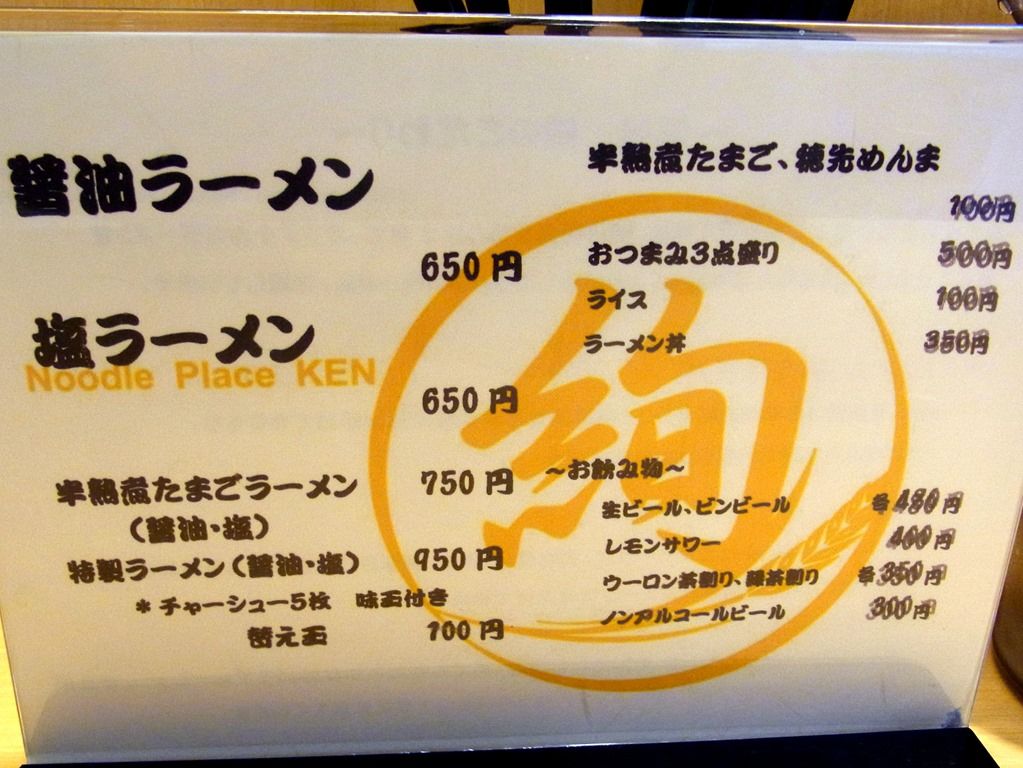 醤油ラーメン
650円
塩ラーメン
Noodle Place KEN
650円
半熟煮たまごラーメン 750円
(醤油・塩)
特製ラーメン(醤油・塩) 950円
*チャーシュー5枚 味玉付き
替え玉 100円
絢
半熟煮たまご、穂先めんま
100円
おつまみ3点盛り 500円
ライス 100円
ラーメン丼 350円
~お飲み物~
生ビール、ビンビール 各480円
レモンサワー 400円
ウーロン茶割り、緑茶割り 各350円
ノンアルコールビール 300円